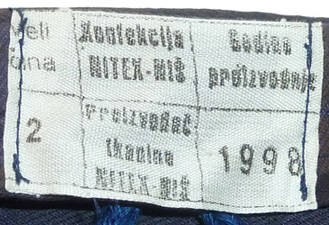 Veli
čina
2
Konfekcija
NITEX-NIŠ
Proizvođač
tkanine
NITEX-NIŠ
Godina
proizvodnje
1998